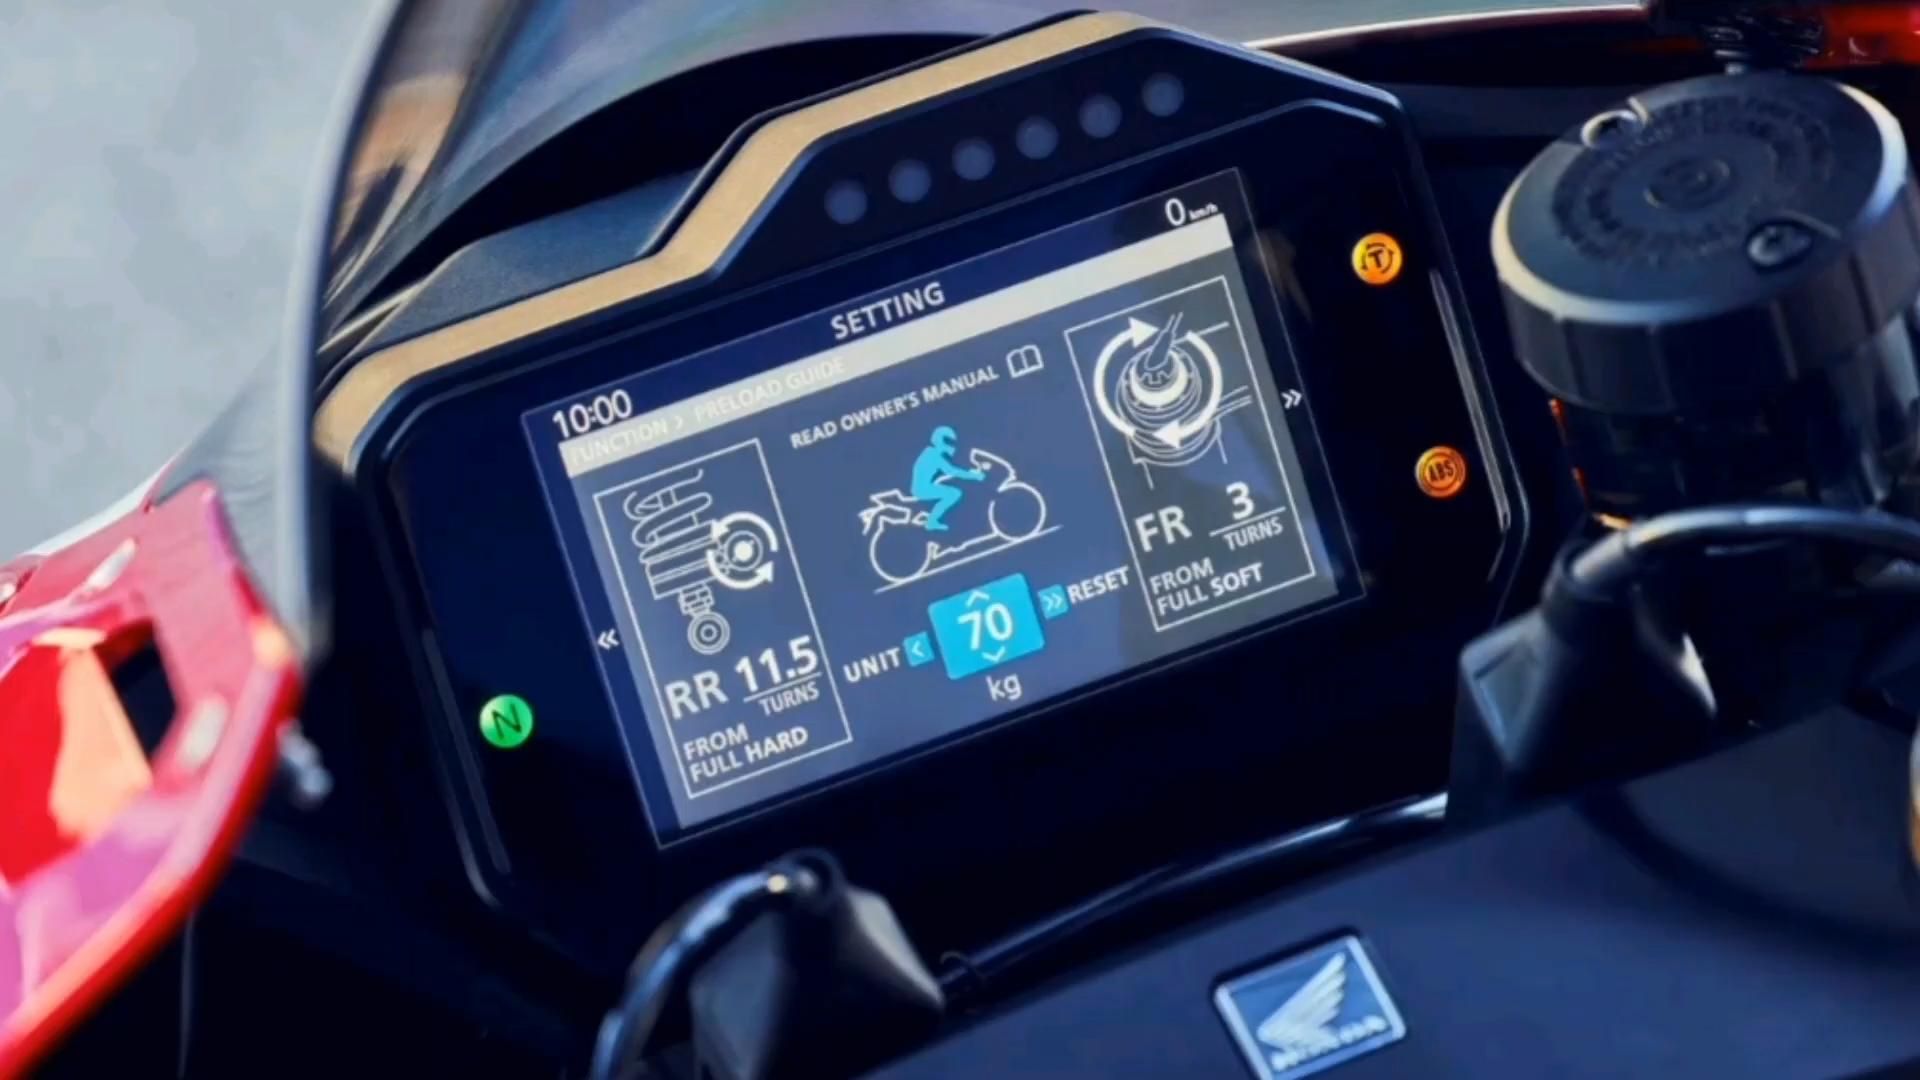 0 km/h
SETTING
10:00
FUNCTION > PRELOAD GUIDE
READ OWNER'S MANUAL
T
ABS
FR 3
TURNS
FROM
FULL SOFT
RR 11.5
TURNS
FROM
FULL HARD
UNIT < 70 » RESET
kg
N